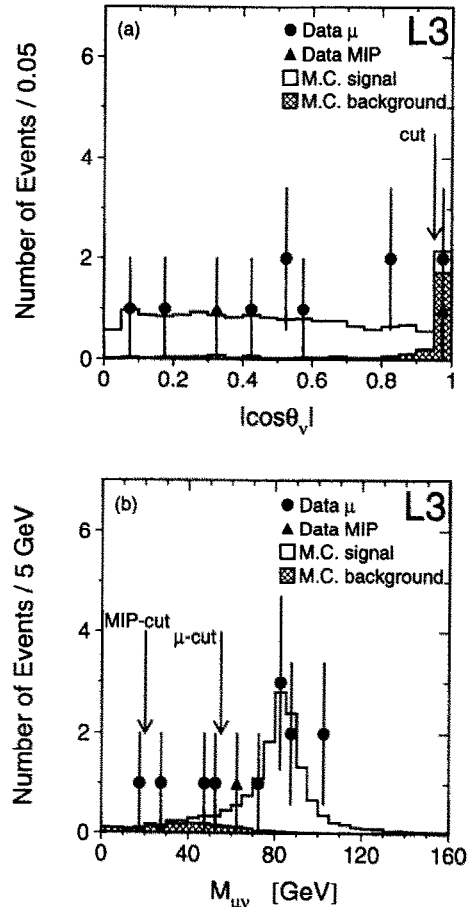 (a)
L3
Data μ
Data MIP
M.C. signal
M.C. background
cut
Number of Events / 0.05
6
4
2
0
0 0.2 0.4 0.6 0.8 1
|cosθν|
(b)
L3
Data μ
Data MIP
M.C. signal
M.C. background
MIP-cut
μ-cut
Number of Events / 5 GeV
6
4
2
0
0 40 80 120 160
Mμν [GeV]